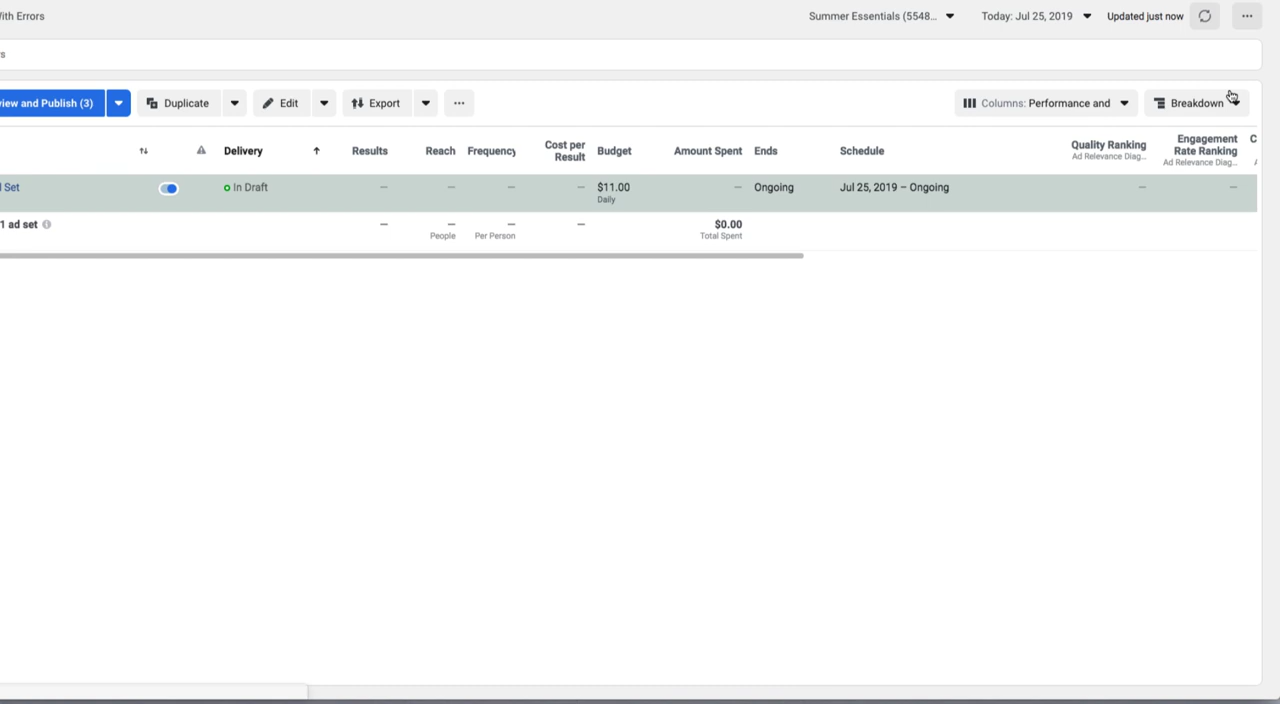 ith Errors
Summer Essentials (5548...
Today: Jul 25, 2019
Updated just now
s
iew and Publish (3)
Duplicate
Edit
Export
Columns: Performance and
Breakdown
Delivery
Results
Reach
Frequency
Cost per
Result
Budget
Amount Spent
Ends
Schedule
Quality Ranking
Ad Relevance Diag...
Engagement
Rate Ranking
Ad Relevance Diag...
C
l Set
In Draft
—
—
—
—
$11.00
Daily
—
Ongoing
Jul 25, 2019 – Ongoing
—
—
1 ad set
—
—
People
—
Per Person
—
$0.00
Total Spent